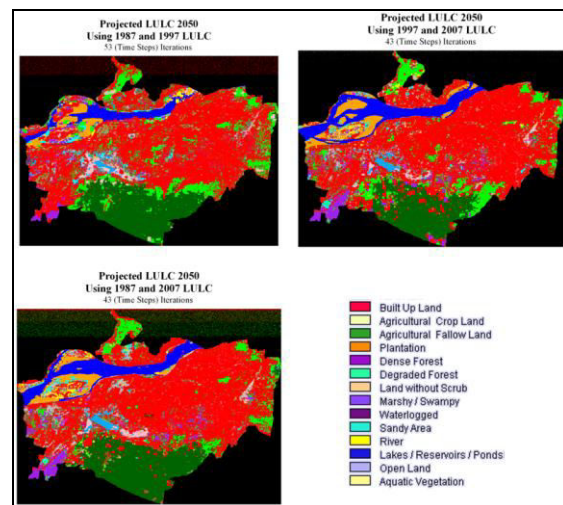 Projected LULC 2050
Using 1987 and 1997 LULC
53 (Time Steps) Iterations
Projected LULC 2050
Using 1997 and 2007 LULC
43 (Time Steps) Iterations
Projected LULC 2050
Using 1987 and 2007 LULC
43 (Time Steps) Iterations
Built Up Land
Agricultural Crop Land
Agricultural Fallow Land
Plantation
Dense Forest
Degraded Forest
Land without Scrub
Marshy / Swampy
Waterlogged
Sandy Area
River
Lakes / Reservoirs / Ponds
Open Land
Aquatic Vegetation